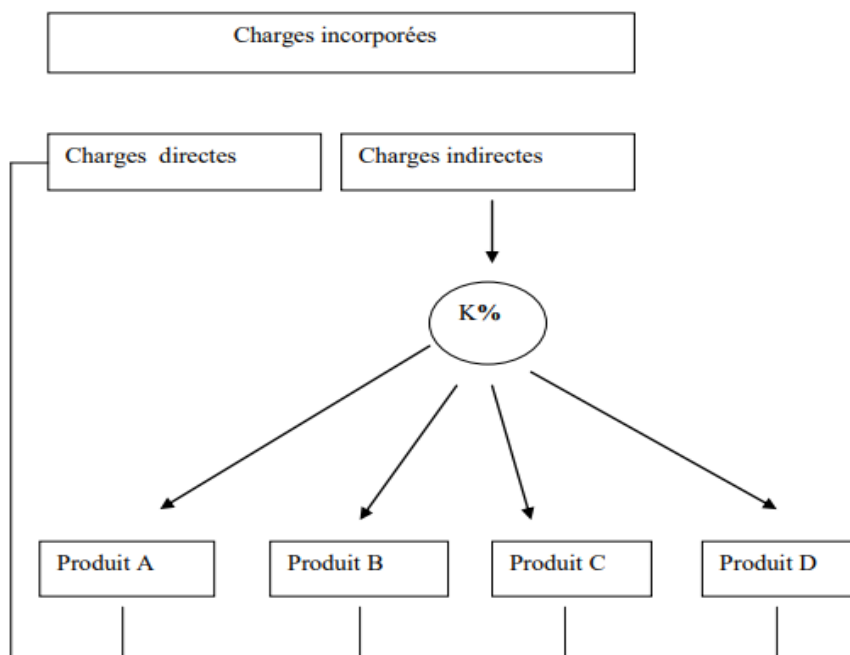 Charges incorporées
Charges directes
Charges indirectes
K%
Produit A
Produit B
Produit C
Produit D